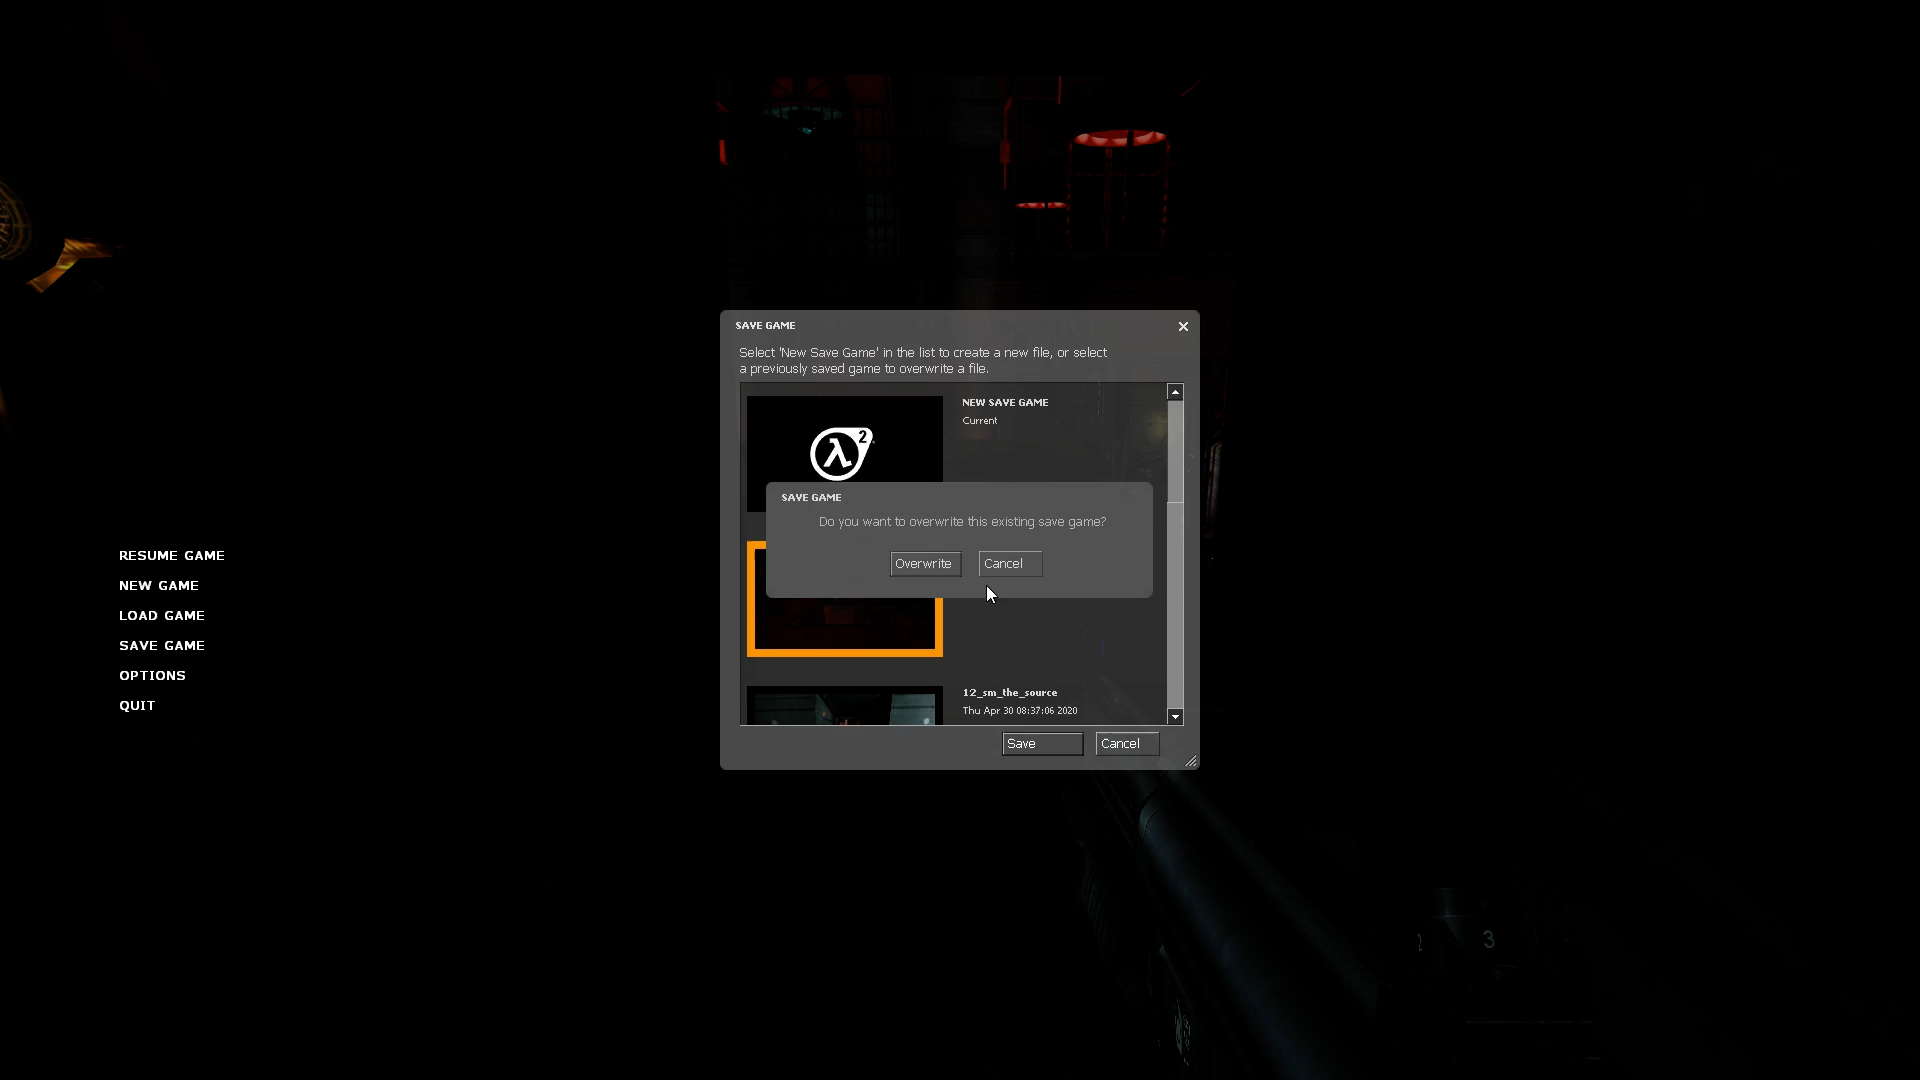 SAVE GAME
Select 'New Save Game' in the list to create a new file, or select
a previously saved game to overwrite a file.
NEW SAVE GAME
Current
λ2
SAVE GAME
Do you want to overwrite this existing save game?
Overwrite Cancel
12_sm_the_source
Thu Apr 30 08:37:06 2020
Save Cancel
RESUME GAME
NEW GAME
LOAD GAME
SAVE GAME
OPTIONS
QUIT
3